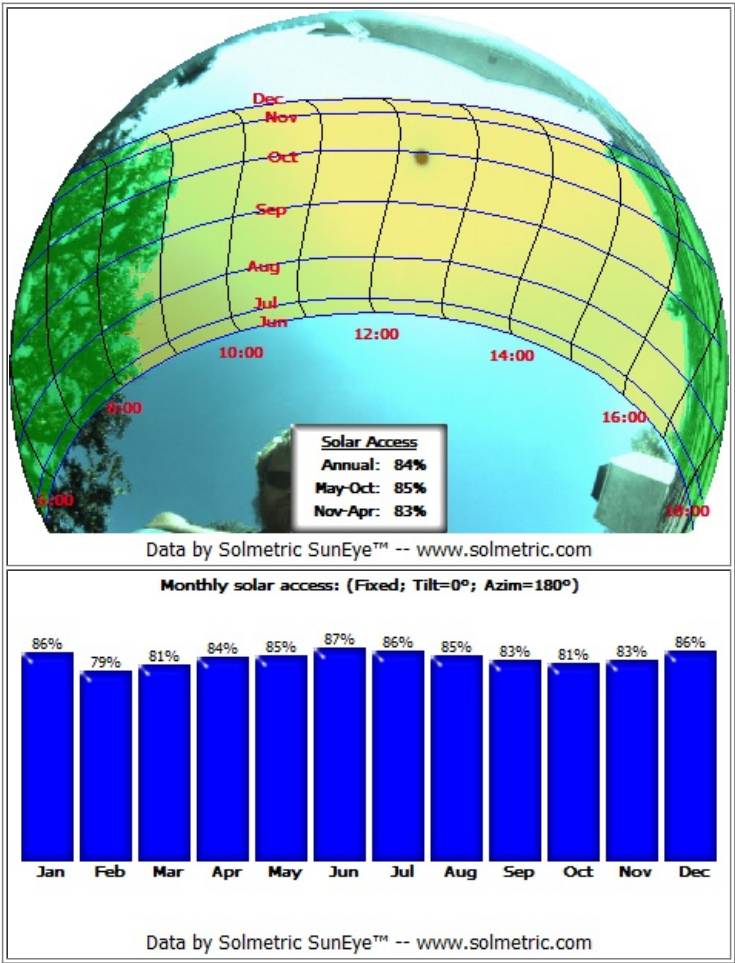 Dec
Nov
Oct
Sep
Aug
Jul
Jun
12:00
10:00
14:00
8:00
16:00
6:00
18:00
Solar Access
Annual: 84%
May-Oct: 85%
Nov-Apr: 83%
Data by Solmetric SunEye™ -- www.solmetric.com
Monthly solar access: (Fixed; Tilt=0º; Azim=180º)
86% 79% 81% 84% 85% 87% 86% 85% 83% 81% 83% 86%
Jan Feb Mar Apr May Jun Jul Aug Sep Oct Nov Dec
Data by Solmetric SunEye™ -- www.solmetric.com